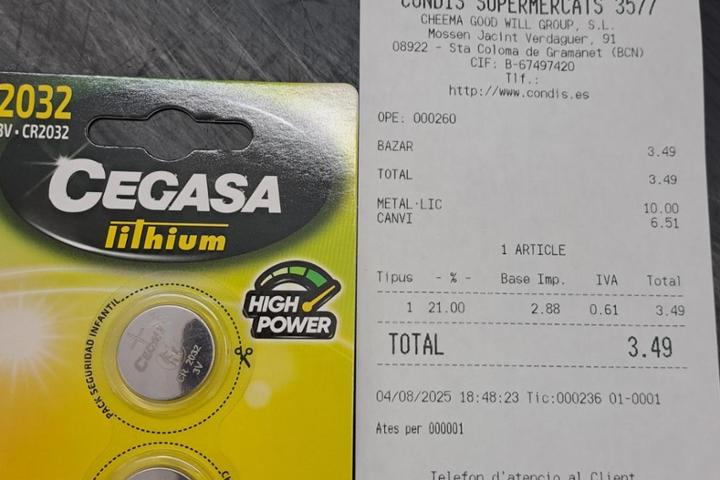 2032
3V • CR2032
CEGASA
lithium
HIGH
POWER
PACK SEGURIDAD INFANTIL
CEGASA
CR 2032
3V
CONDIS SUPERMERCATS 3577
CHEEMA GOOD WILL GROUP, S.L.
Mossen Jacint Verdaguer, 91
08922 - Sta Coloma de Gramanet (BCN)
CIF: B-67497420
Tlf.:
http://www.condis.es
OPE: 000260
BAZAR 3.49
TOTAL 3.49
METAL·LIC 10.00
CANVI 6.51
1 ARTICLE
Tipus - % - Base Imp. IVA Total
1 21.00 2.88 0.61 3.49
TOTAL 3.49
04/08/2025 18:48:23 Tic:000236 01-0001
Ates per 000001
Telefon d'atencio al Client